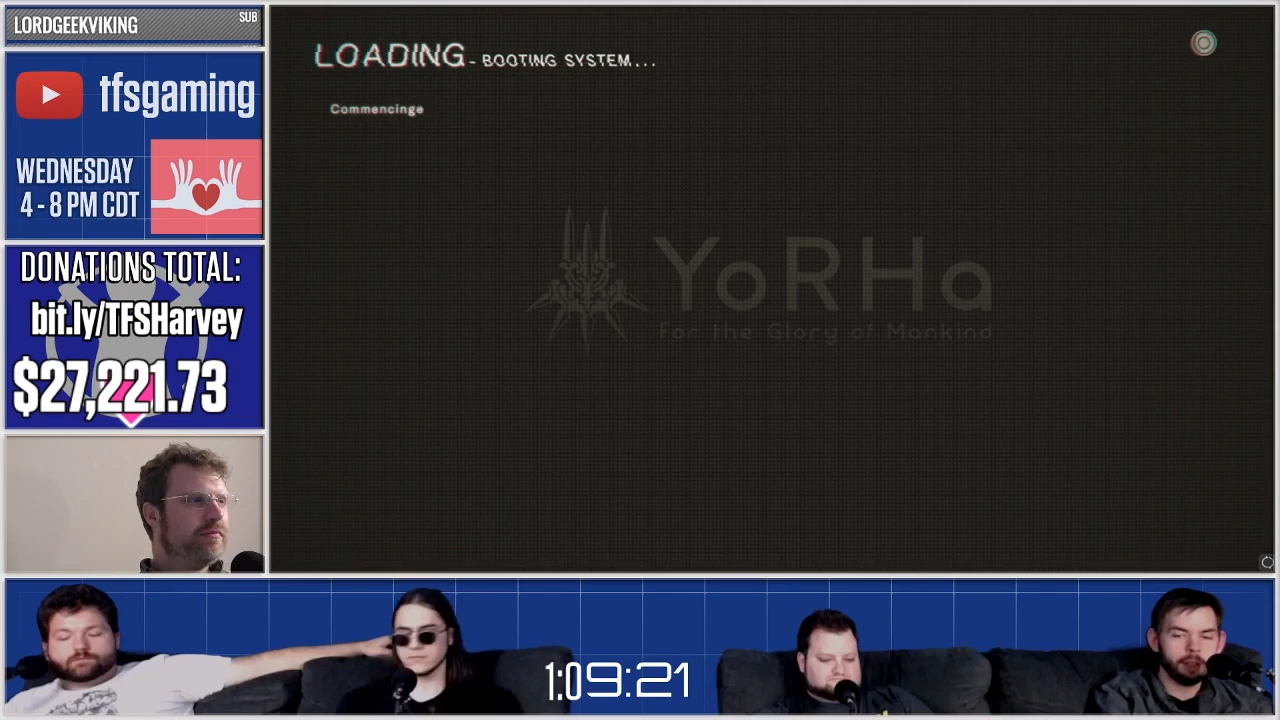 LORDGEEKVIKING
SUB
tfsgaming
WEDNESDAY
4 - 8 PM CDT
DONATIONS TOTAL:
bit.ly/TFSHarvey
$27,221.73
LOADING - BOOTING SYSTEM...
Commencinge
YoRHa
For the Glory of Mankind
1:09:21